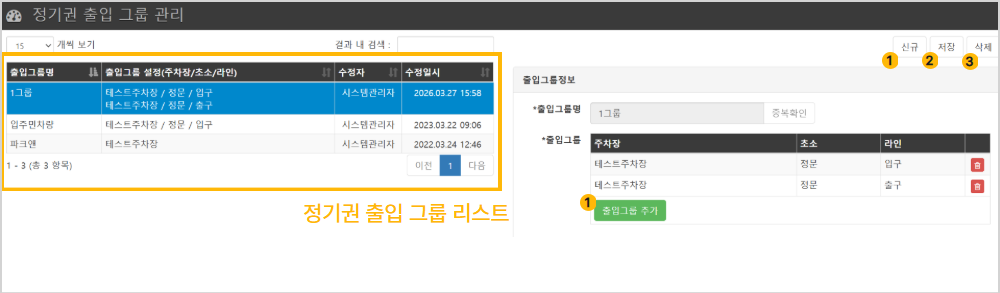 정기권 출입 그룹 관리
15 개씩 보기 결과 내 검색 :
신규 저장 삭제
1 2 3
출입그룹명 출입그룹 설정(주차장/초소/라인) 수정자 수정일시
1그룹 테스트주차장 / 정문 / 입구 시스템관리자 2026.03.27 15:58
테스트주차장 / 정문 / 출구
입주민차량 테스트주차장 / 정문 / 입구 시스템관리자 2023.03.22 09:06
파크앤 테스트주차장 시스템관리자 2022.03.24 12:46
1 - 3 (총 3 항목) 이전 1 다음
정기권 출입 그룹 리스트
출입그룹정보
*출입그룹명 1그룹 중복확인
*출입그룹 주차장 초소 라인
테스트주차장 정문 입구
테스트주차장 정문 출구
1 출입그룹 추가